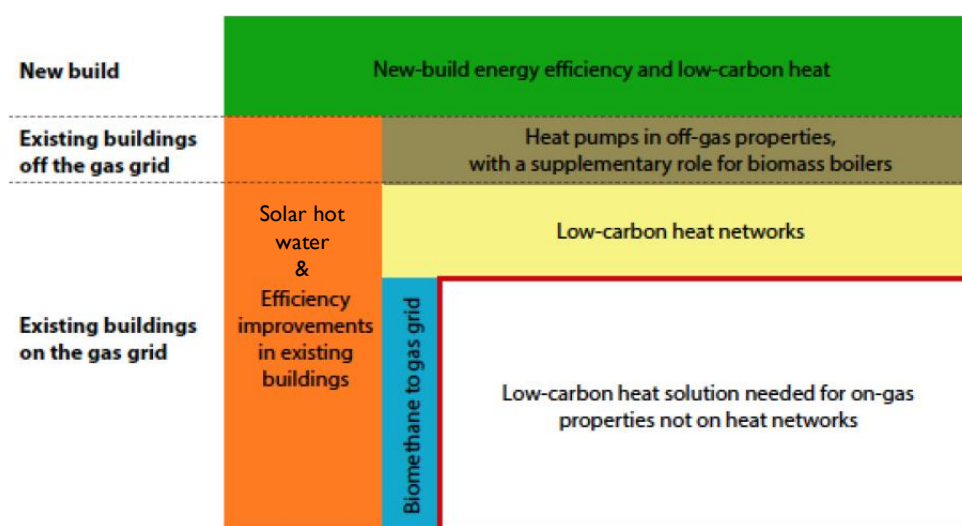 New build
New-build energy efficiency and low-carbon heat
Existing buildings
off the gas grid
Heat pumps in off-gas properties,
with a supplementary role for biomass boilers
Solar hot
water
&
Efficiency
improvements
in existing
buildings
Low-carbon heat networks
Existing buildings
on the gas grid
Biomethane to gas grid
Low-carbon heat solution needed for on-gas
properties not on heat networks